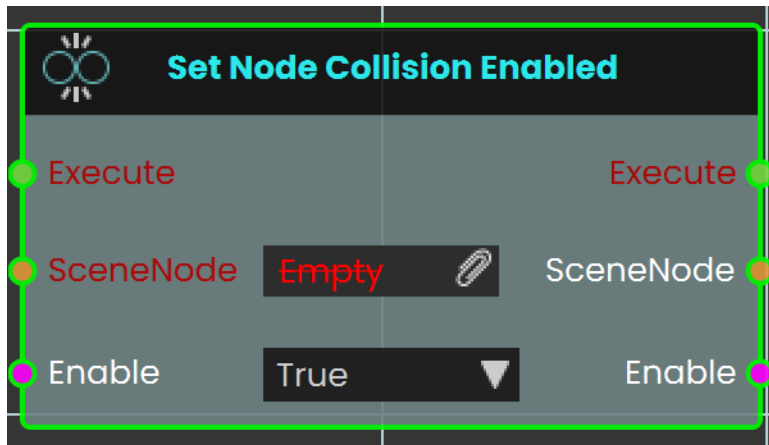 Set Node Collision Enabled
Execute Execute
SceneNode Empty SceneNode
Enable True Enable